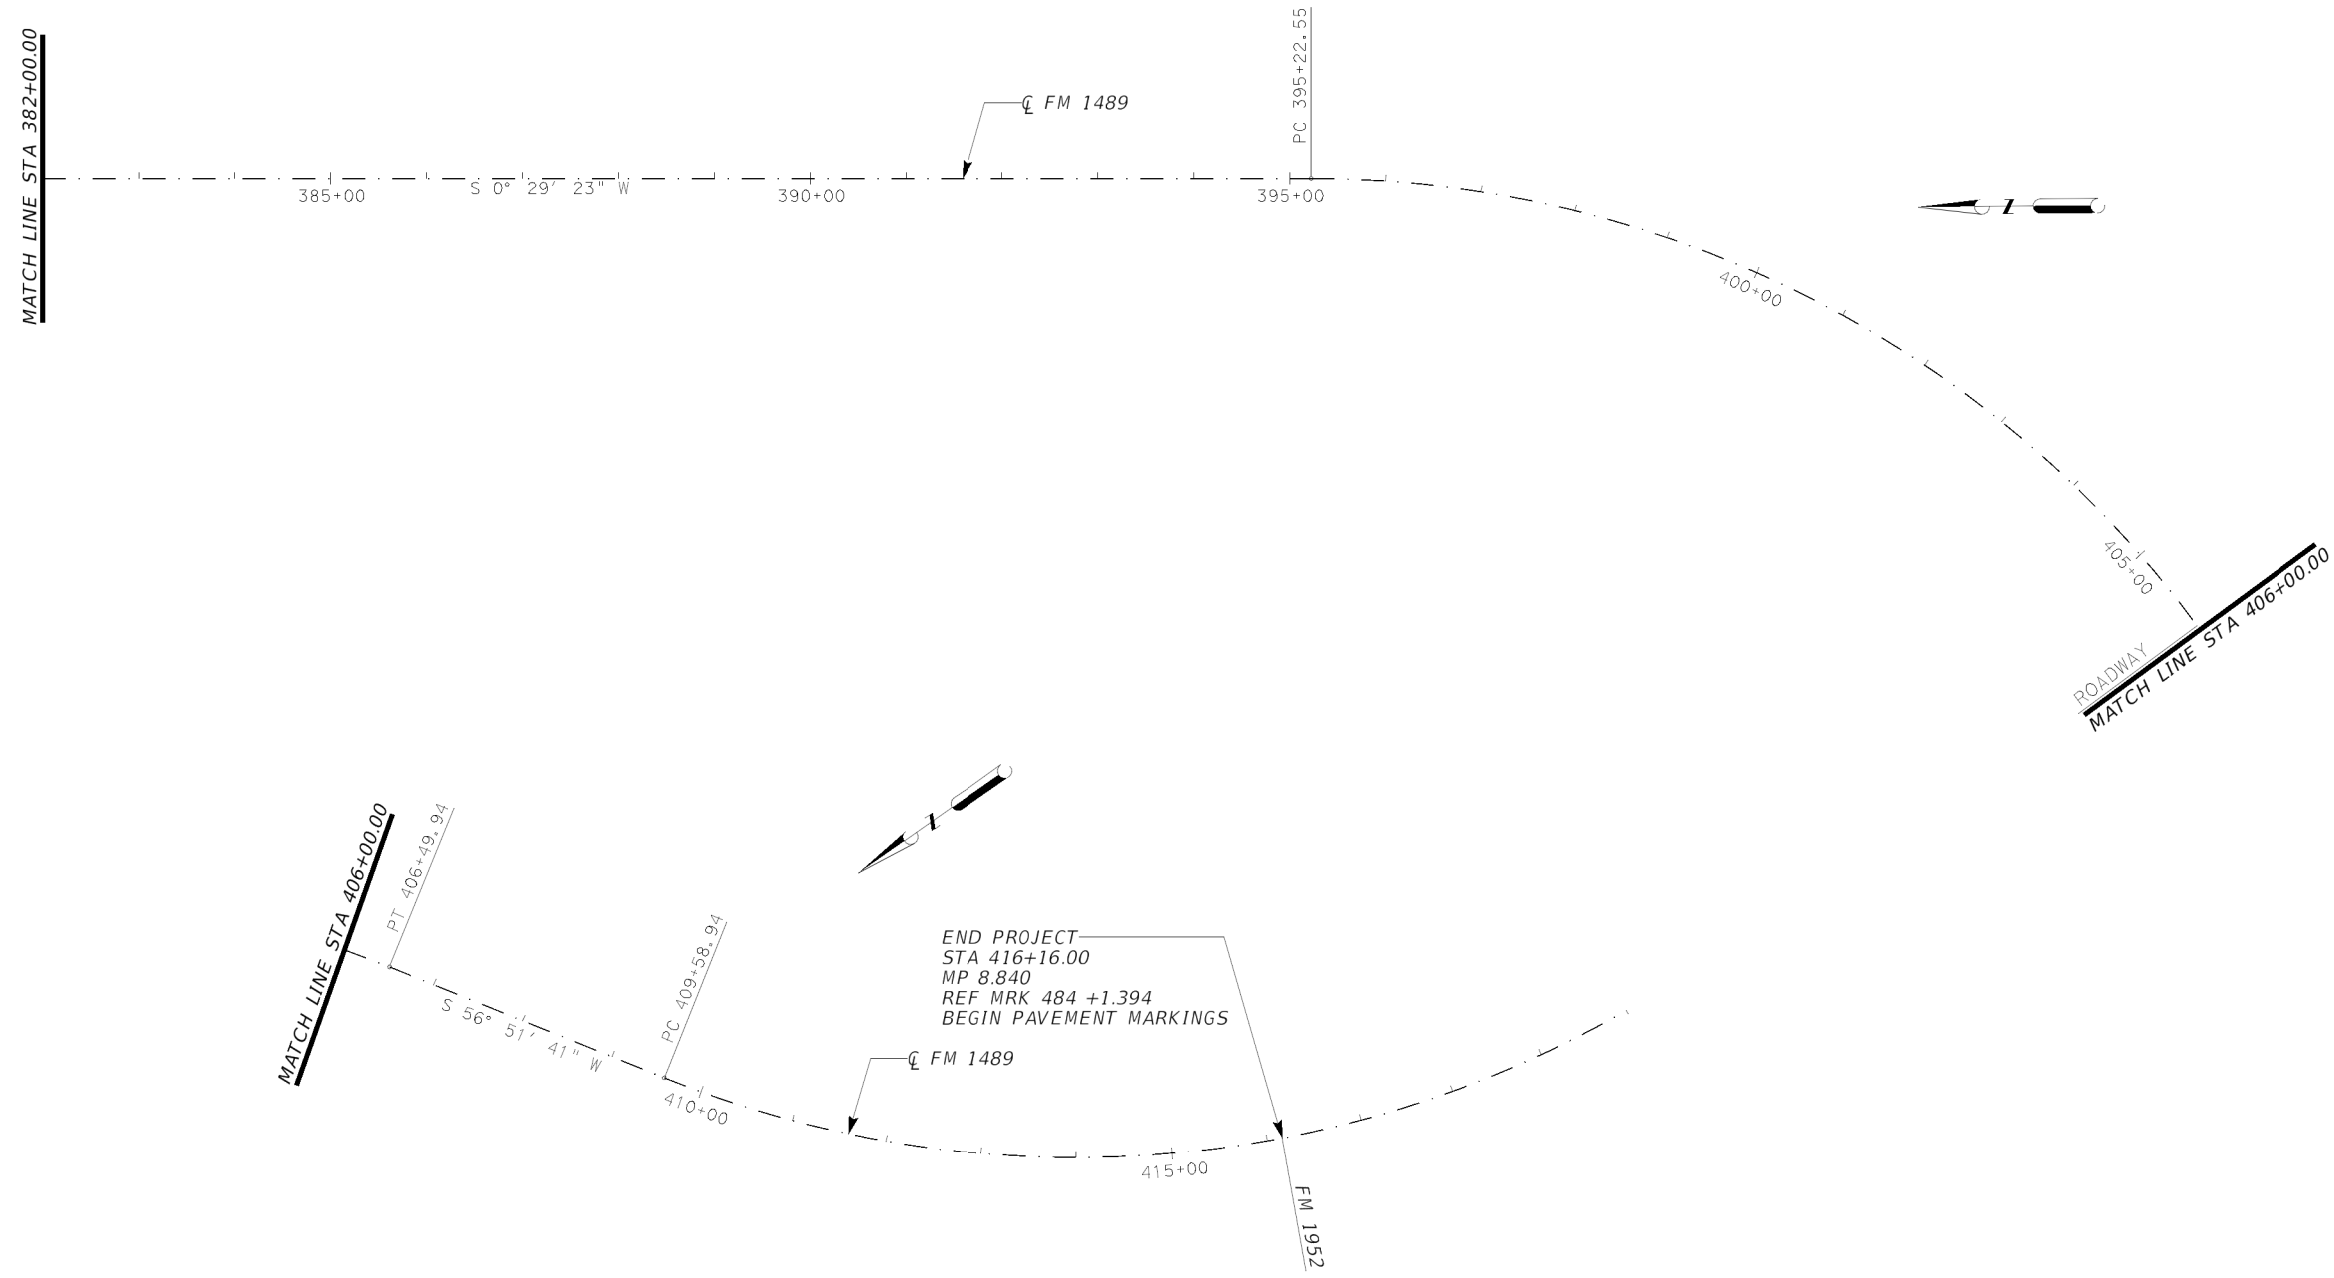 MATCH LINE STA 382+00.00
℄ FM 1489
PC 395+22.55
385+00
S 0° 29' 23" W
390+00
395+00
N
400+00
405+00
ROADWAY
MATCH LINE STA 406+00.00
MATCH LINE STA 406+00.00
PT 406+49.94
S 56° 51' 41" W
PC 409+58.94
N
END PROJECT
STA 416+16.00
MP 8.840
REF MRK 484 +1.394
BEGIN PAVEMENT MARKINGS
℄ FM 1489
410+00
415+00
FM 1952